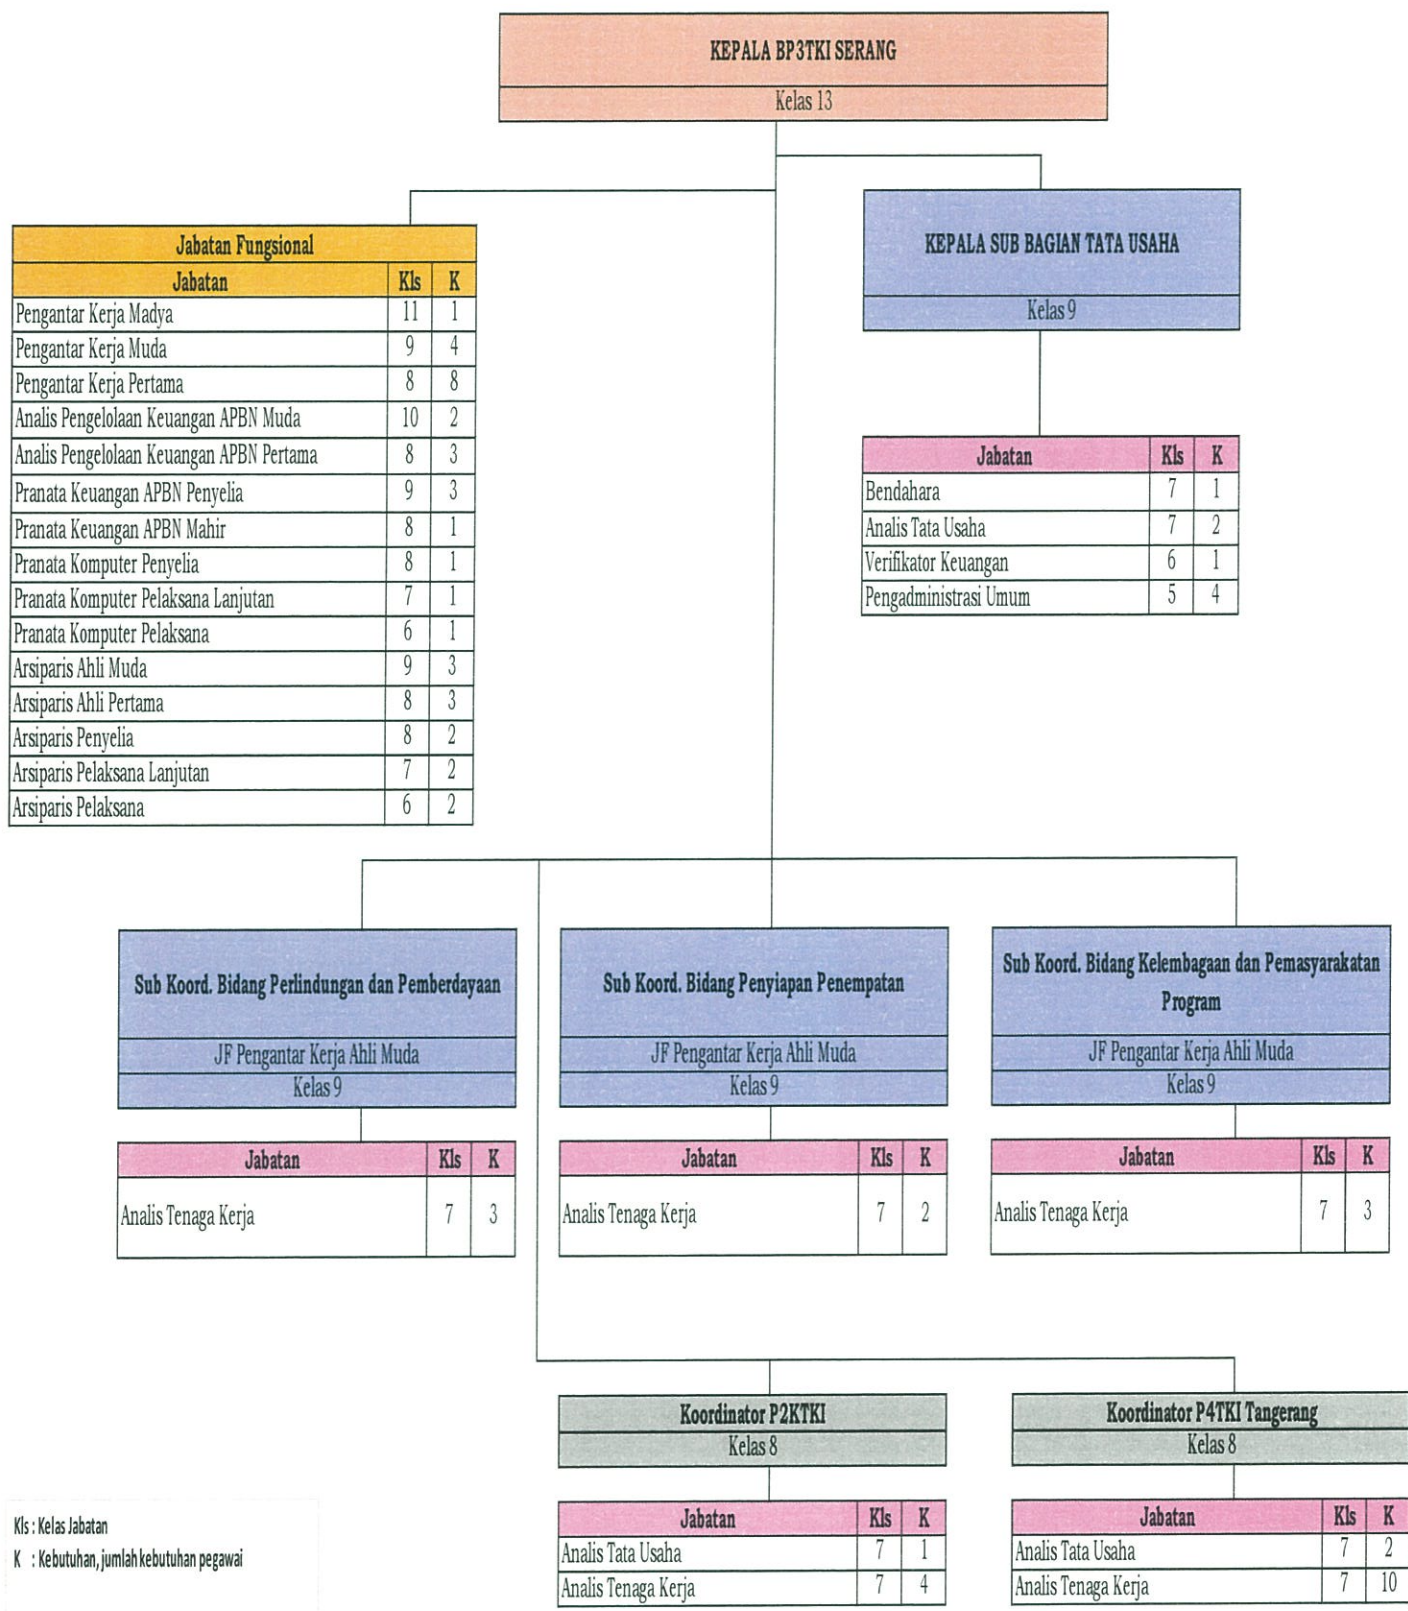 KEPALA BP3TKI SERANG
Kelas 13
KEPALA SUB BAGIAN TATA USAHA
Kelas 9
Jabatan Fungsional
Jabatan Kls K
Pengantar Kerja Madya 11 1
Pengantar Kerja Muda 9 4
Pengantar Kerja Pertama 8 8
Analis Pengelolaan Keuangan APBN Muda 10 2
Analis Pengelolaan Keuangan APBN Pertama 8 3
Pranata Keuangan APBN Penyelia 9 3
Pranata Keuangan APBN Mahir 8 1
Pranata Komputer Penyelia 8 1
Pranata Komputer Pelaksana Lanjutan 7 1
Pranata Komputer Pelaksana 6 1
Arsiparis Ahli Muda 9 3
Arsiparis Ahli Pertama 8 3
Arsiparis Penyelia 8 2
Arsiparis Pelaksana Lanjutan 7 2
Arsiparis Pelaksana 6 2
Jabatan Kls K
Bendahara 7 1
Analis Tata Usaha 7 2
Verifikator Keuangan 6 1
Pengadministrasi Umum 5 4
Sub Koord. Bidang Perlindungan dan Pemberdayaan
JF Pengantar Kerja Ahli Muda
Kelas 9
Jabatan Kls K
Analis Tenaga Kerja 7 3
Sub Koord. Bidang Penyiapan Penempatan
JF Pengantar Kerja Ahli Muda
Kelas 9
Jabatan Kls K
Analis Tenaga Kerja 7 2
Sub Koord. Bidang Kelembagaan dan Pemasyarakatan
Program
JF Pengantar Kerja Ahli Muda
Kelas 9
Jabatan Kls K
Analis Tenaga Kerja 7 3
Koordinator P2KTKI
Kelas 8
Jabatan Kls K
Analis Tata Usaha 7 1
Analis Tenaga Kerja 7 4
Koordinator P4TKI Tangerang
Kelas 8
Jabatan Kls K
Analis Tata Usaha 7 2
Analis Tenaga Kerja 7 10
Kls : Kelas Jabatan
K : Kebutuhan, jumlah kebutuhan pegawai